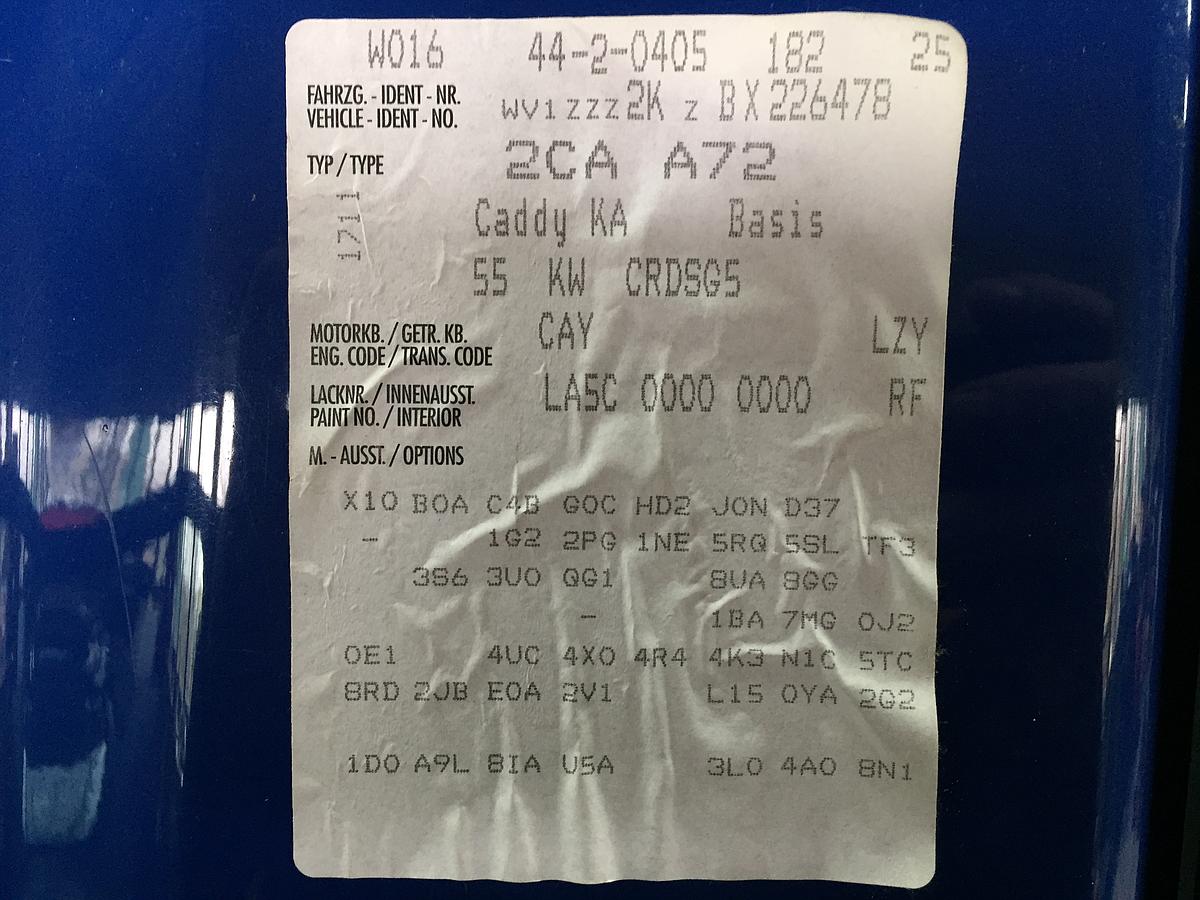 W016 44-2-0405 182 25
FAHRZG. - IDENT - NR.
VEHICLE - IDENT - NO. WV1ZZZ2K Z BX226478
TYP / TYPE 2CA A72
1711
Caddy KA Basis
55 KW CRDSG5
MOTORKB. / GETR. KB.
ENG. CODE / TRANS. CODE CAY LZY
LACKNR. / INNENAUSST.
PAINT NO. / INTERIOR LA5C 0000 0000 RF
M. - AUSST. / OPTIONS
X10 B0A C4B G0C HD2 J0N D37
- 1G2 2PG 1NE 5RQ 5SL TF3
3S6 3U0 QG1 8UA 8GG
- 1BA 7MG 0J2
0E1 4UC 4X0 4R4 4K3 N1C 5TC
8RD 2JB E0A 2V1 L15 0YA 2G2
1D0 A9L 8IA U5A 3L0 4A0 8N1